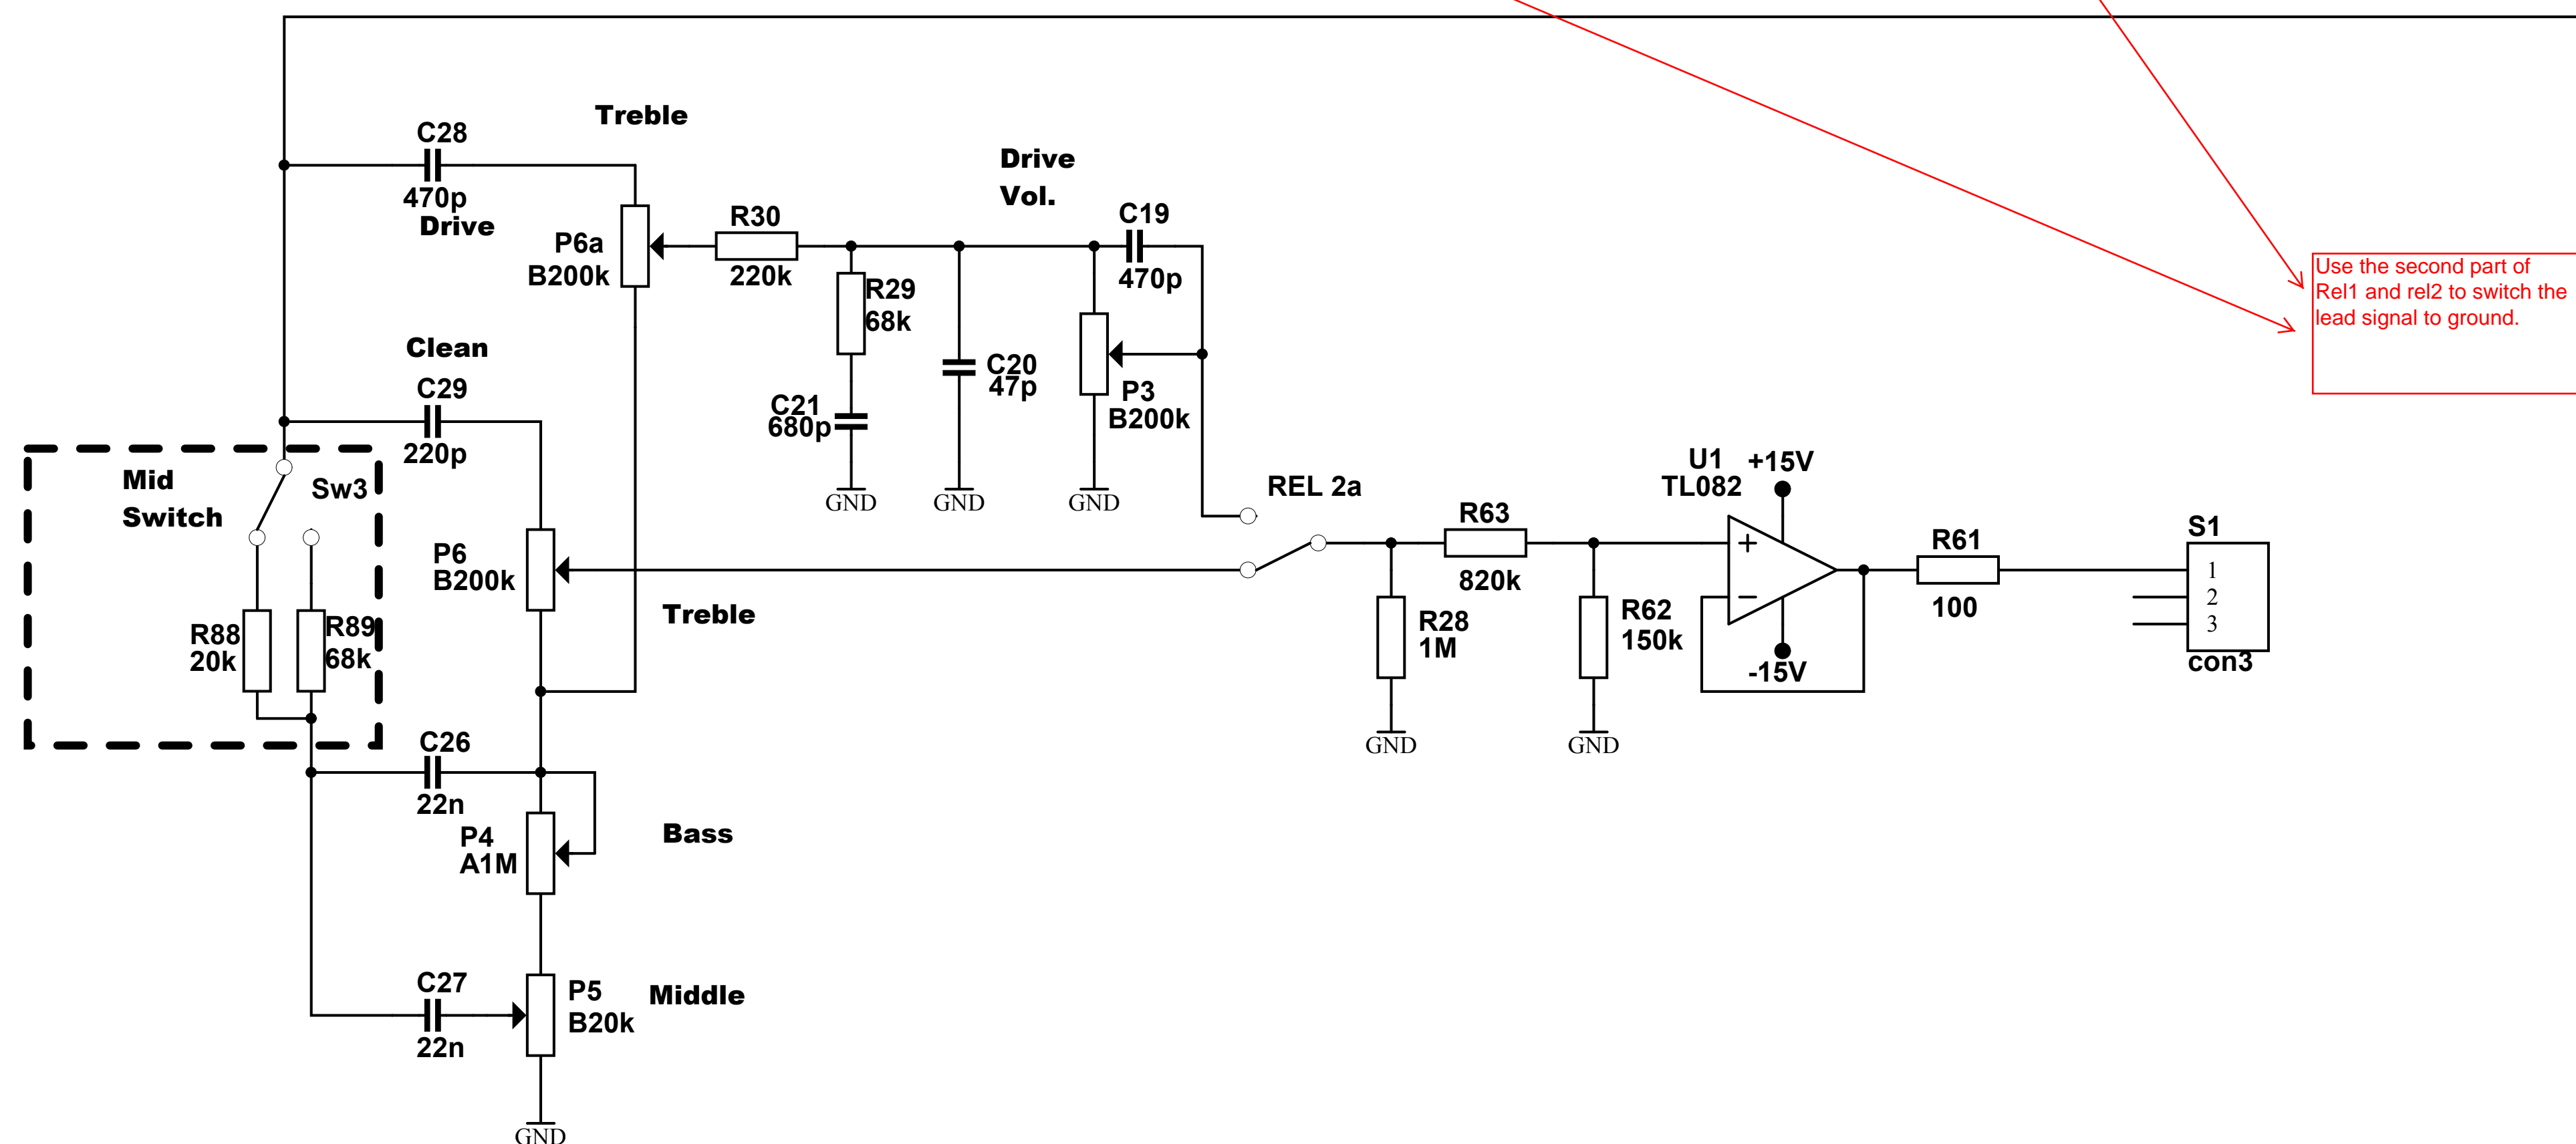 Treble
C28
470p
Drive
P6a
B200k
R30
220k
Drive
Vol.
C19
470p
R29
68k
C21
680p
C20
47p
P3
B200k
GND
GND
GND
Use the second part of
Rel1 and rel2 to switch the
lead signal to ground.
Clean
C29
220p
Mid
Switch
Sw3
R88
20k
R89
68k
P6
B200k
Treble
REL 2a
R63
820k
R28
1M
GND
R62
150k
GND
U1
TL082
+15V
+
−
-15V
R61
100
S1
1
2
3
con3
C26
22n
P4
A1M
Bass
C27
22n
P5
B20k
Middle
GND